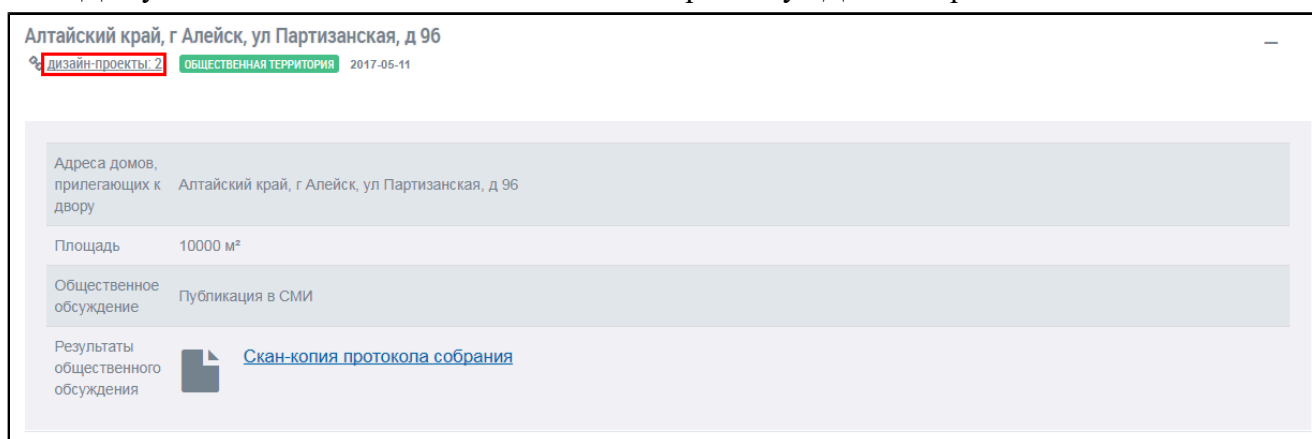 Алтайский край, г Алейск, ул Партизанская, д 96
дизайн-проекты: 2 ОБЩЕСТВЕННАЯ ТЕРРИТОРИЯ 2017-05-11
Адреса домов,
прилегающих к
двору
Алтайский край, г Алейск, ул Партизанская, д 96
Площадь 10000 м²
Общественное
обсуждение
Публикация в СМИ
Результаты
общественного
обсуждения
Скан-копия протокола собрания